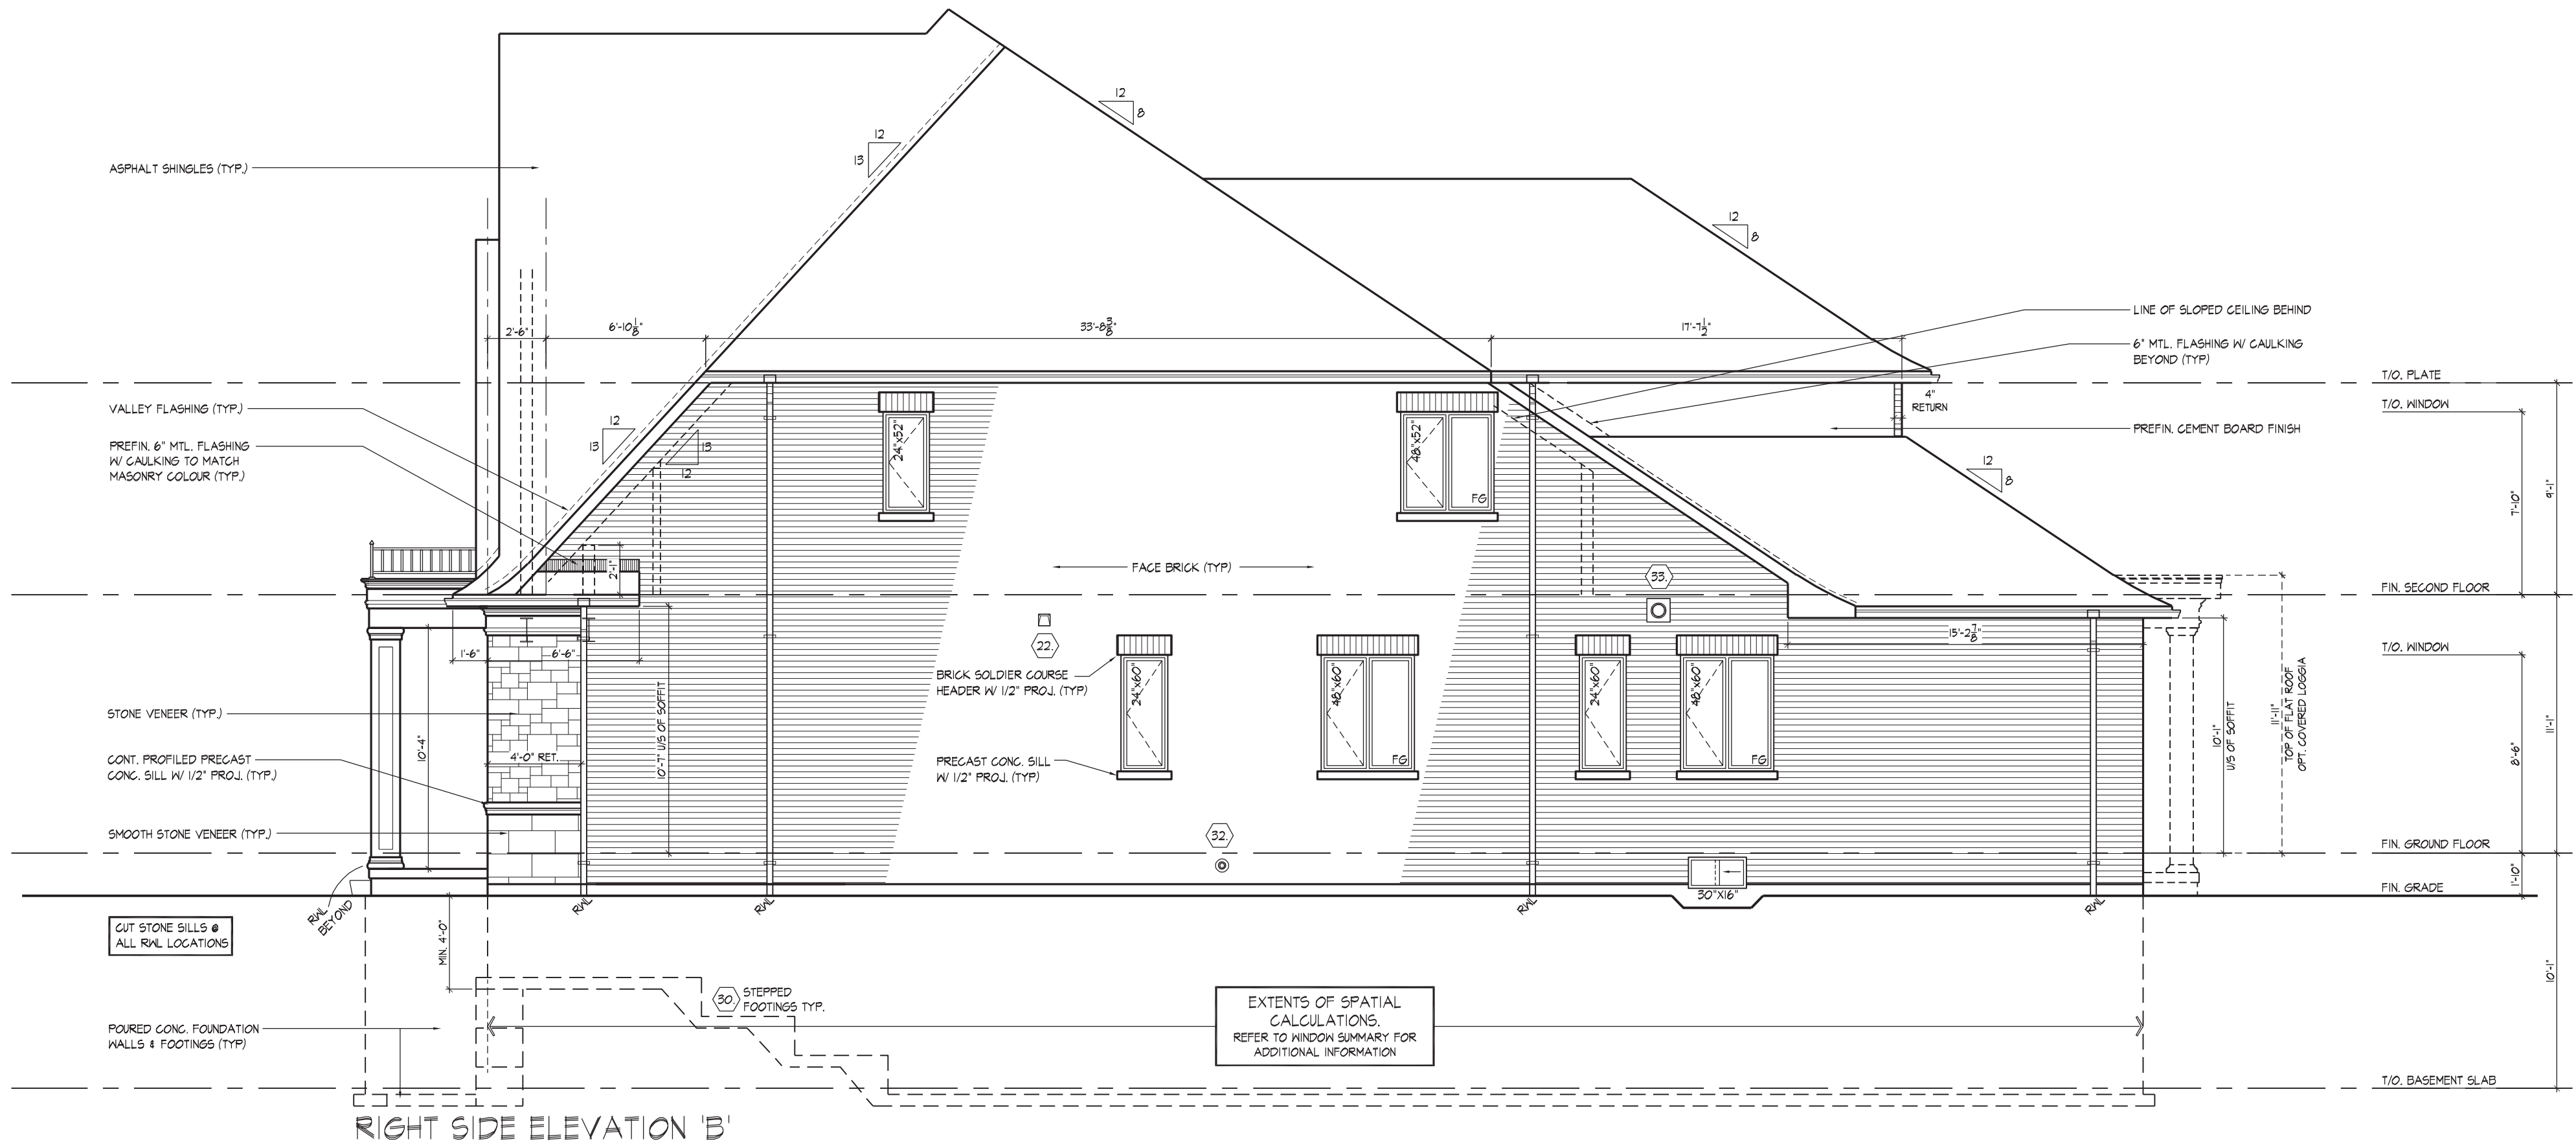 12
8
12
13
ASPHALT SHINGLES (TYP.)
12
8
2'-6"
6'-10 1/8"
33'-8 3/8"
17'-7 1/2"
LINE OF SLOPED CEILING BEHIND
6" MTL. FLASHING W/ CAULKING
BEYOND (TYP)
T/O. PLATE
4"
RETURN
T/O. WINDOW
VALLEY FLASHING (TYP.)
PREFIN. 6" MTL. FLASHING
W/ CAULKING TO MATCH
MASONRY COLOUR (TYP.)
12
13
13
12
24"x52"
48"x52"
FG
PREFIN. CEMENT BOARD FINISH
12
8
7'-10"
9'-1"
2'-1"
FACE BRICK (TYP)
33.
FIN. SECOND FLOOR
22.
1'-6"
6'-6"
15'-2 7/8"
T/O. WINDOW
BRICK SOLDIER COURSE
HEADER W/ 1/2" PROJ. (TYP)
24"x60"
48"x60"
FG
24"x60"
48"x60"
FG
STONE VENEER (TYP.)
10'-4"
4'-0" RET.
10'-7" U/S OF SOFFIT
CONT. PROFILED PRECAST
CONC. SILL W/ 1/2" PROJ. (TYP.)
PRECAST CONC. SILL
W/ 1/2" PROJ. (TYP)
10'-1"
U/S OF SOFFIT
11'-11"
TOP OF FLAT ROOF
OPT. COVERED LOGGIA
8'-6"
11'-1"
SMOOTH STONE VENEER (TYP.)
32.
FIN. GROUND FLOOR
1'-10"
FIN. GRADE
30"X16"
RWL
BEYOND
RWL
RWL
RWL
RWL
CUT STONE SILLS @
ALL RWL LOCATIONS
MIN. 4'-0"
10'-1"
30.
STEPPED
FOOTINGS TYP.
EXTENTS OF SPATIAL
CALCULATIONS.
REFER TO WINDOW SUMMARY FOR
ADDITIONAL INFORMATION
POURED CONC. FOUNDATION
WALLS & FOOTINGS (TYP)
T/O. BASEMENT SLAB
RIGHT SIDE ELEVATION 'B'